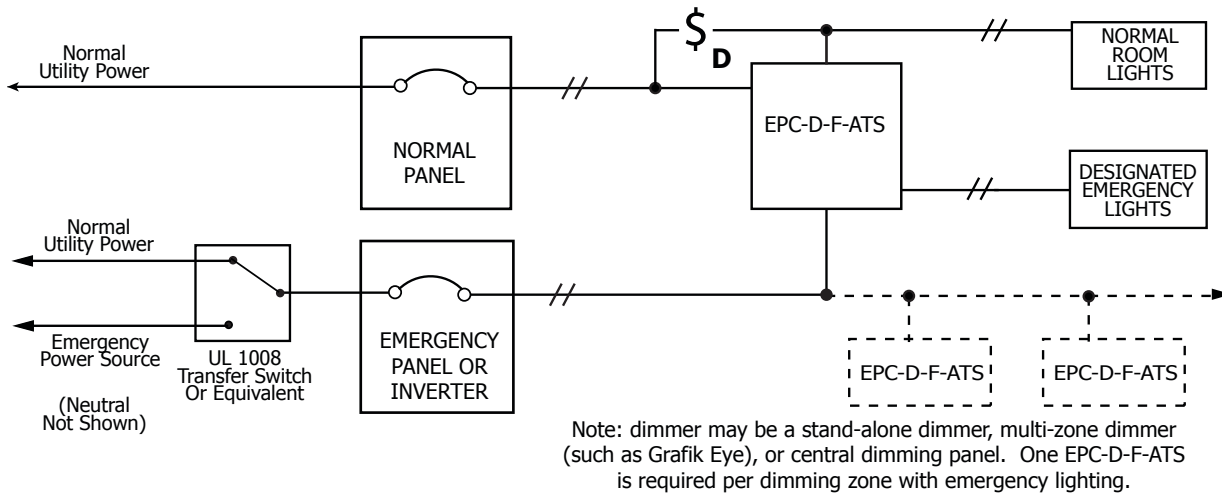 Normal
Utility Power
NORMAL
PANEL
$
D
EPC-D-F-ATS
NORMAL
ROOM
LIGHTS
DESIGNATED
EMERGENCY
LIGHTS
Normal
Utility Power
Emergency
Power Source
(Neutral
Not Shown)
UL 1008
Transfer Switch
Or Equivalent
EMERGENCY
PANEL OR
INVERTER
EPC-D-F-ATS
EPC-D-F-ATS
Note: dimmer may be a stand-alone dimmer, multi-zone dimmer
(such as Grafik Eye), or central dimming panel. One EPC-D-F-ATS
is required per dimming zone with emergency lighting.